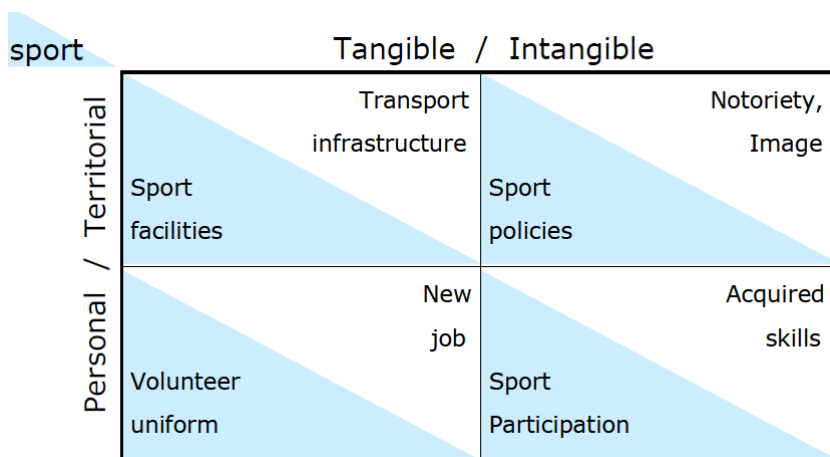 sport
Tangible / Intangible
Personal / Territorial
Transport
infrastructure
Sport
facilities
Notoriety,
Image
Sport
policies
New
job
Volunteer
uniform
Acquired
skills
Sport
Participation